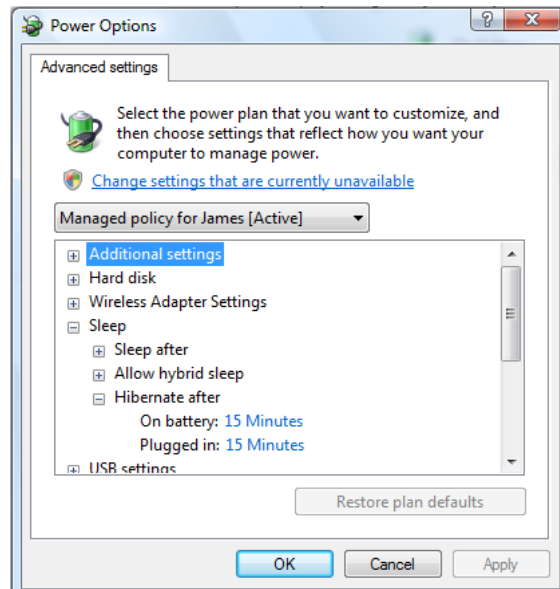 Power Options
Advanced settings
Select the power plan that you want to customize, and
then choose settings that reflect how you want your
computer to manage power.
Change settings that are currently unavailable
Managed policy for James [Active]
Additional settings
Hard disk
Wireless Adapter Settings
Sleep
Sleep after
Allow hybrid sleep
Hibernate after
On battery: 15 Minutes
Plugged in: 15 Minutes
USB settings
Restore plan defaults
OK Cancel Apply